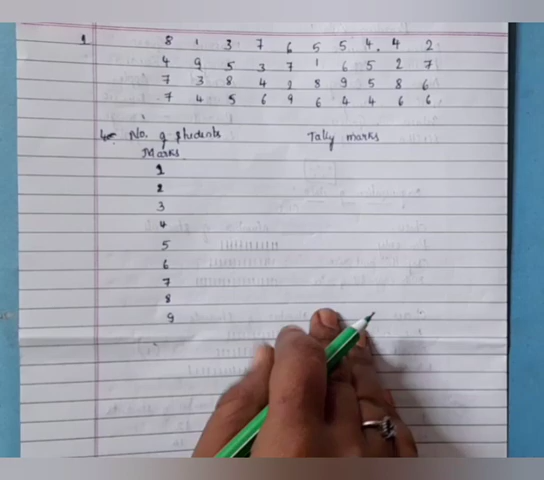 1 8 1 3 7 6 5 5 4 4 2
4 9 5 3 7 1 6 5 2 7
7 3 8 4 2 8 9 5 8 6
7 4 5 6 9 6 4 4 6 6
No. of students Tally marks
Marks
1
2
3
4
5
6
7
8
9